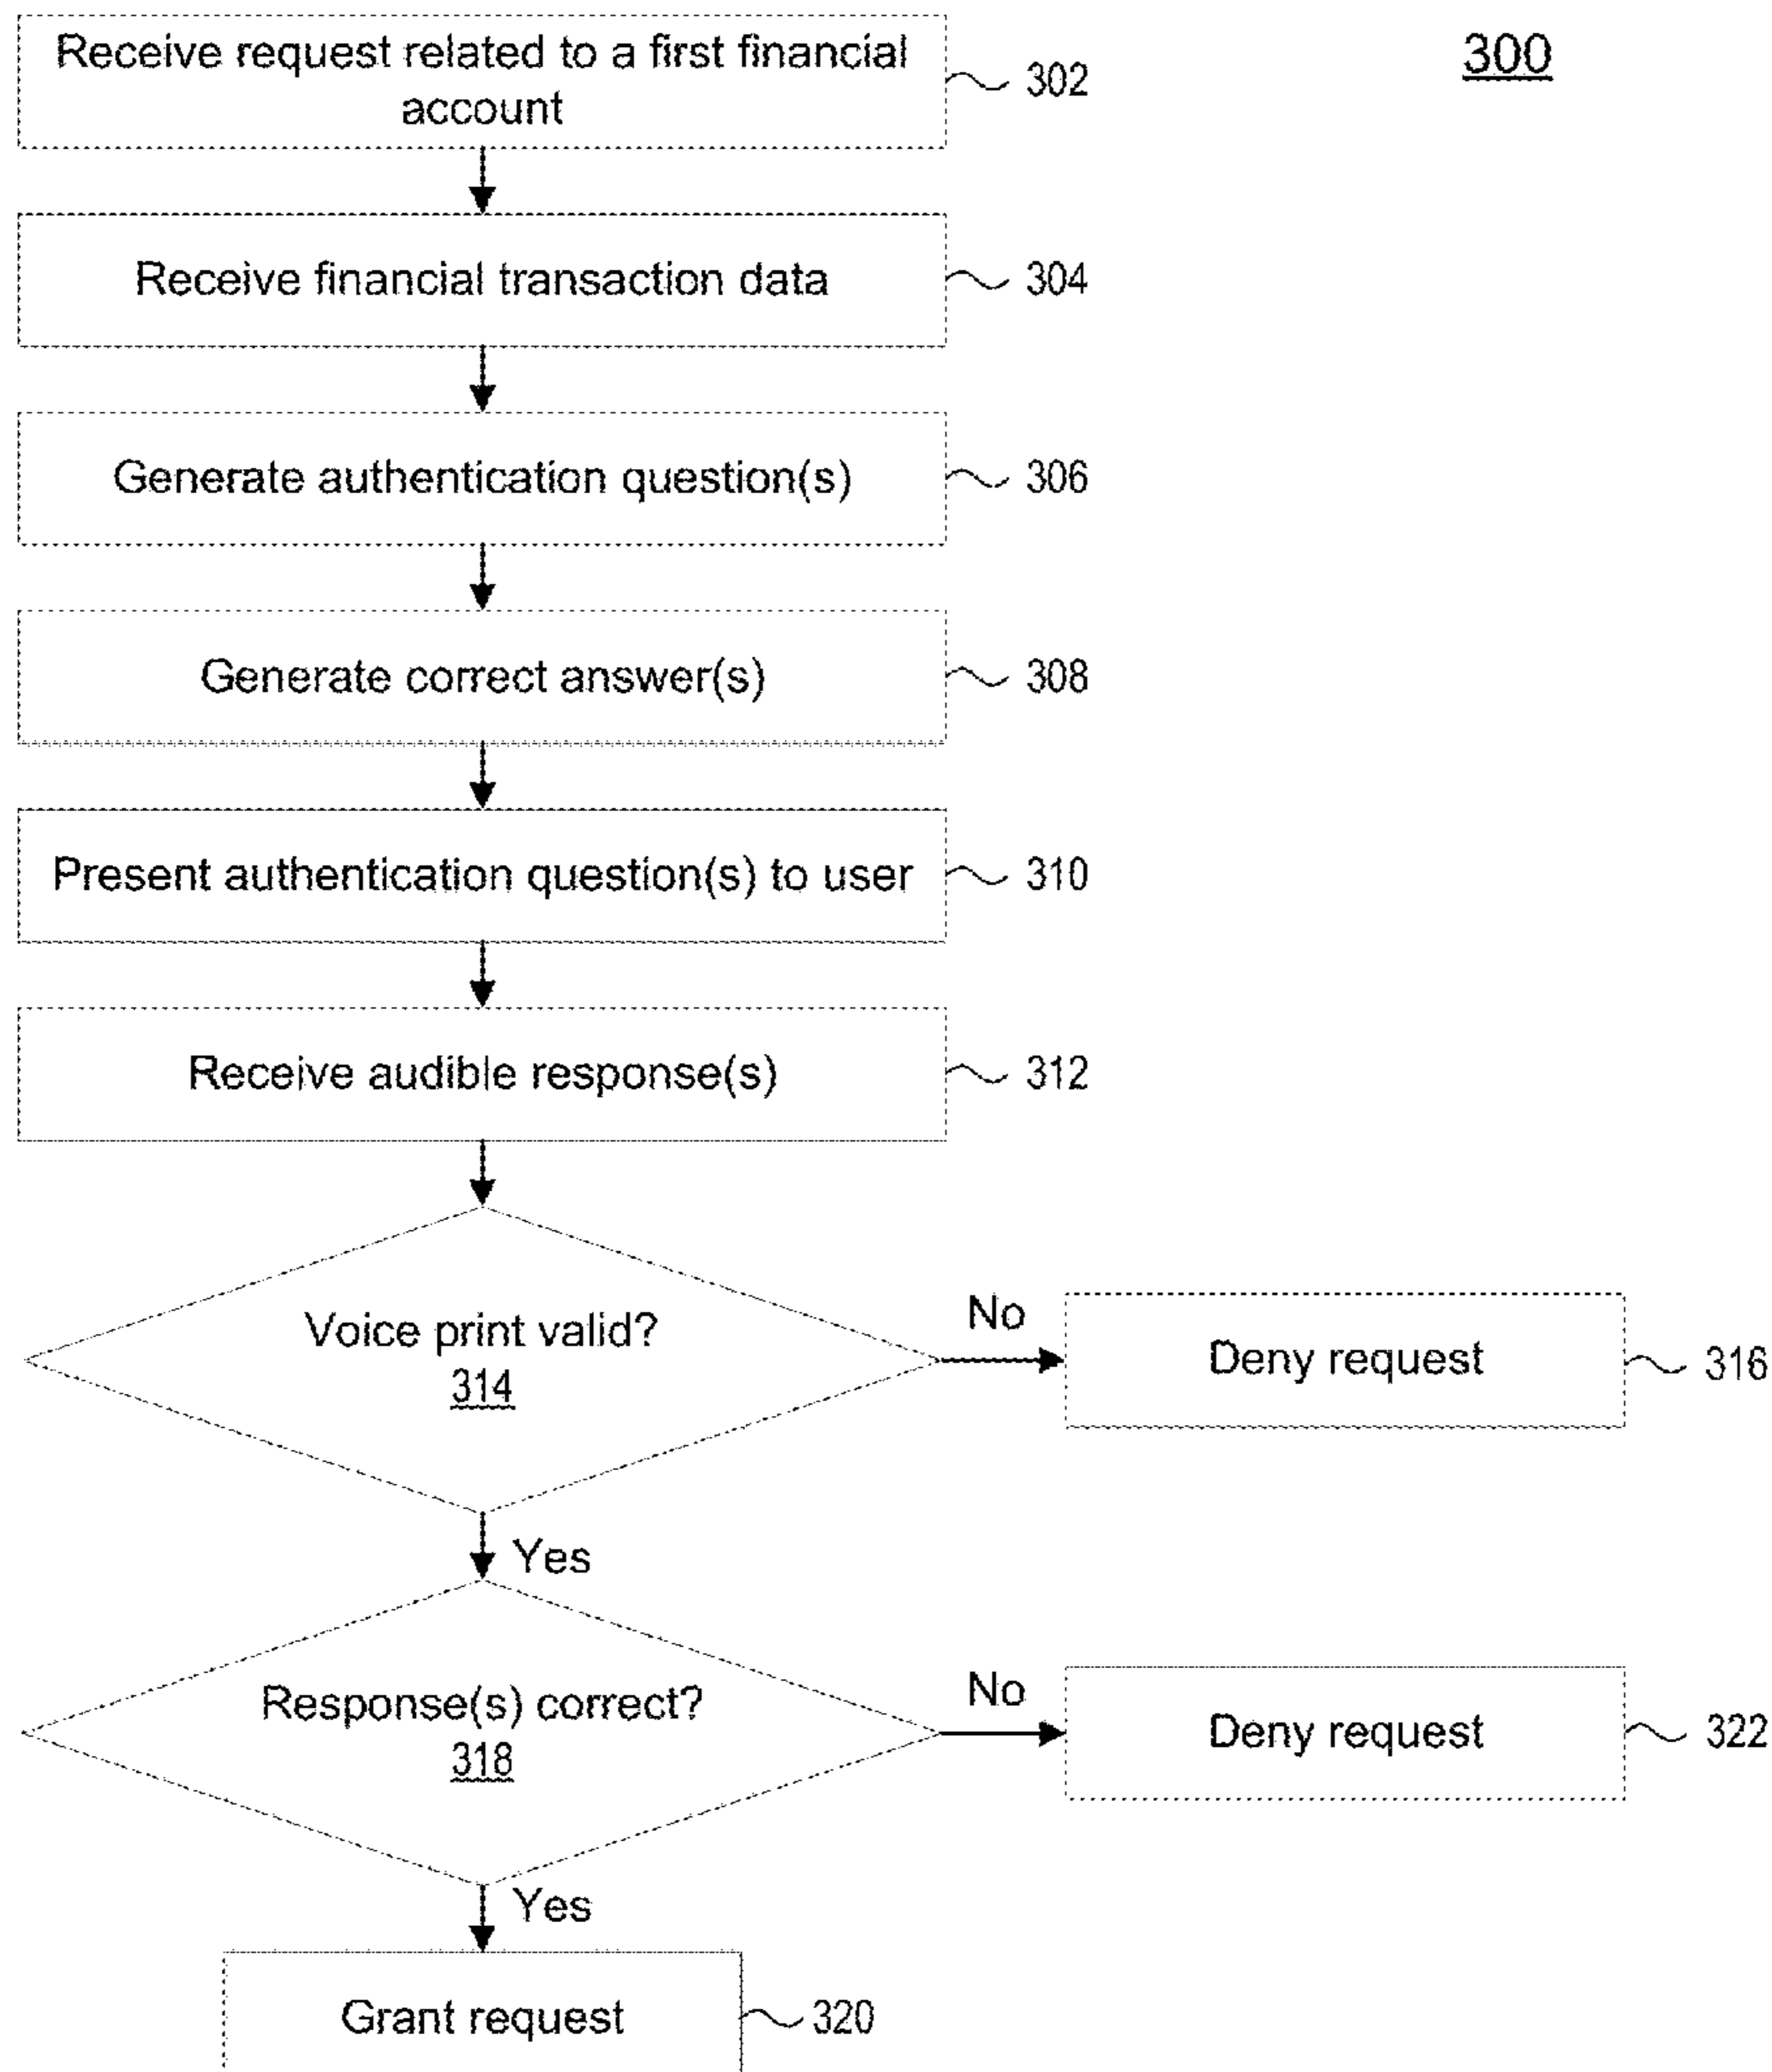 300
Receive request related to a first financial
account
302
Receive financial transaction data
304
Generate authentication question(s)
306
Generate correct answer(s)
308
Present authentication question(s) to user
310
Receive audible response(s)
312
Voice print valid?
314
No
Deny request
316
Yes
Response(s) correct?
318
No
Deny request
322
Yes
Grant request
320